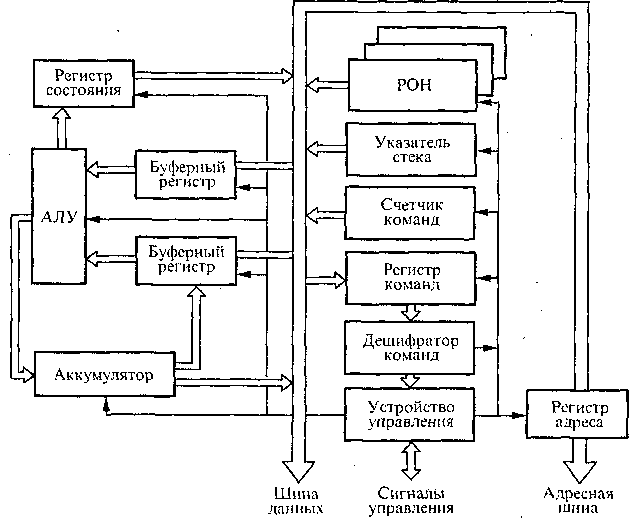 Регистр
состояния
РОН
Указатель
стека
Буферный
регистр
АЛУ
Счетчик
команд
Буферный
регистр
Регистр
команд
Дешифратор
команд
Аккумулятор
Устройство
управления
Регистр
адреса
Шина
данных
Сигналы
управления
Адресная
шина